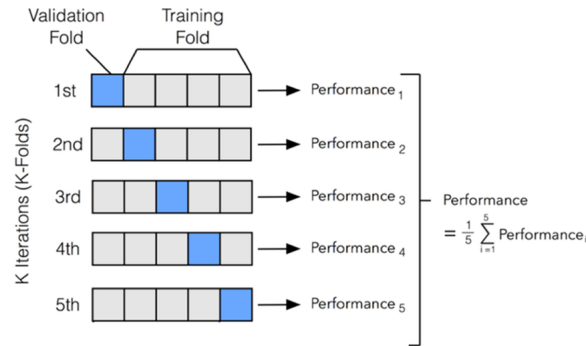 Validation Fold
Training Fold
K Iterations (K-Folds)
1st
Performance 1
2nd
Performance 2
3rd
Performance 3
4th
Performance 4
5th
Performance 5
Performance
= 1/5 5 ∑ i=1 Performance i